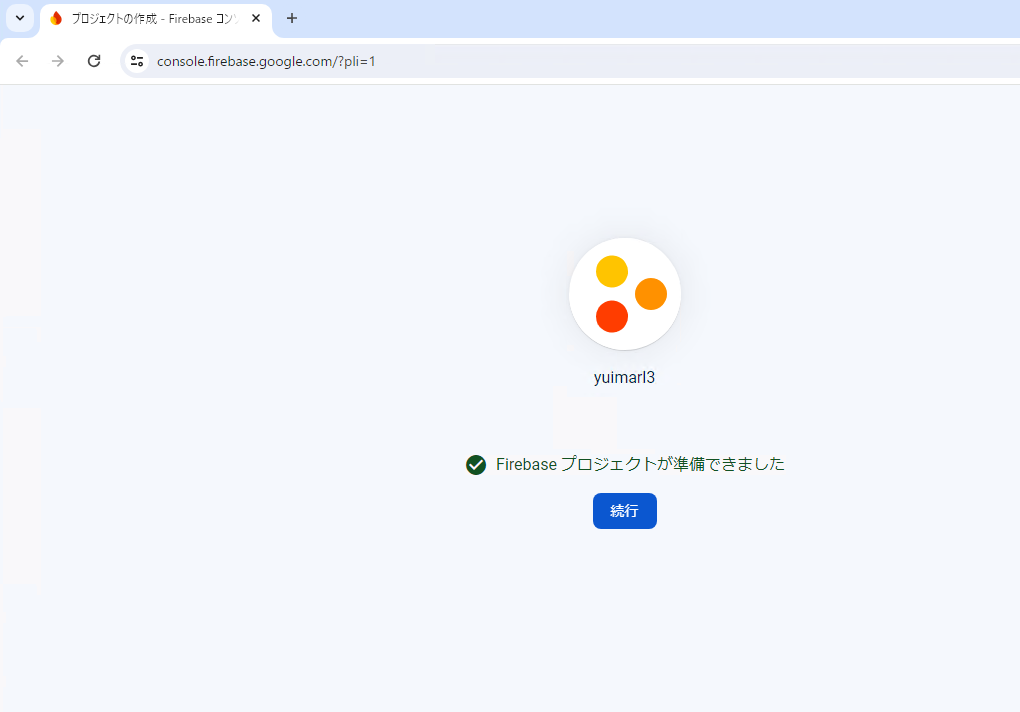 プロジェクトの作成 - Firebase コン
console.firebase.google.com/?pli=1
yuimarl3
Firebase プロジェクトが準備できました
続行